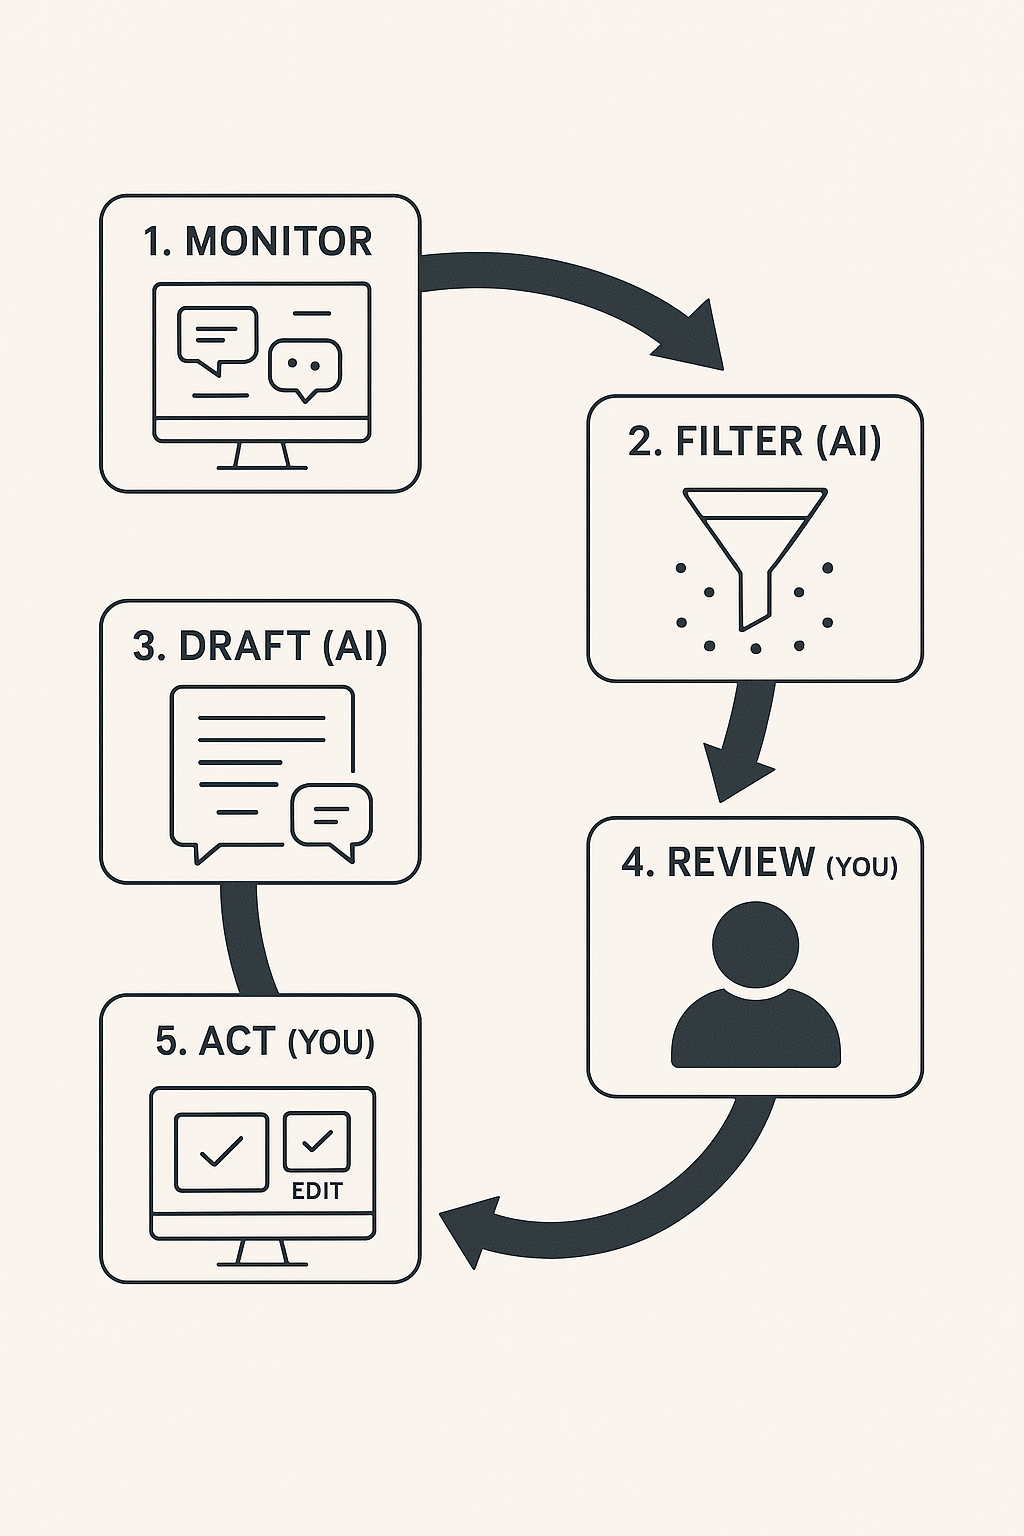 1. MONITOR
2. FILTER (AI)
3. DRAFT (AI)
4. REVIEW (YOU)
5. ACT (YOU)
EDIT